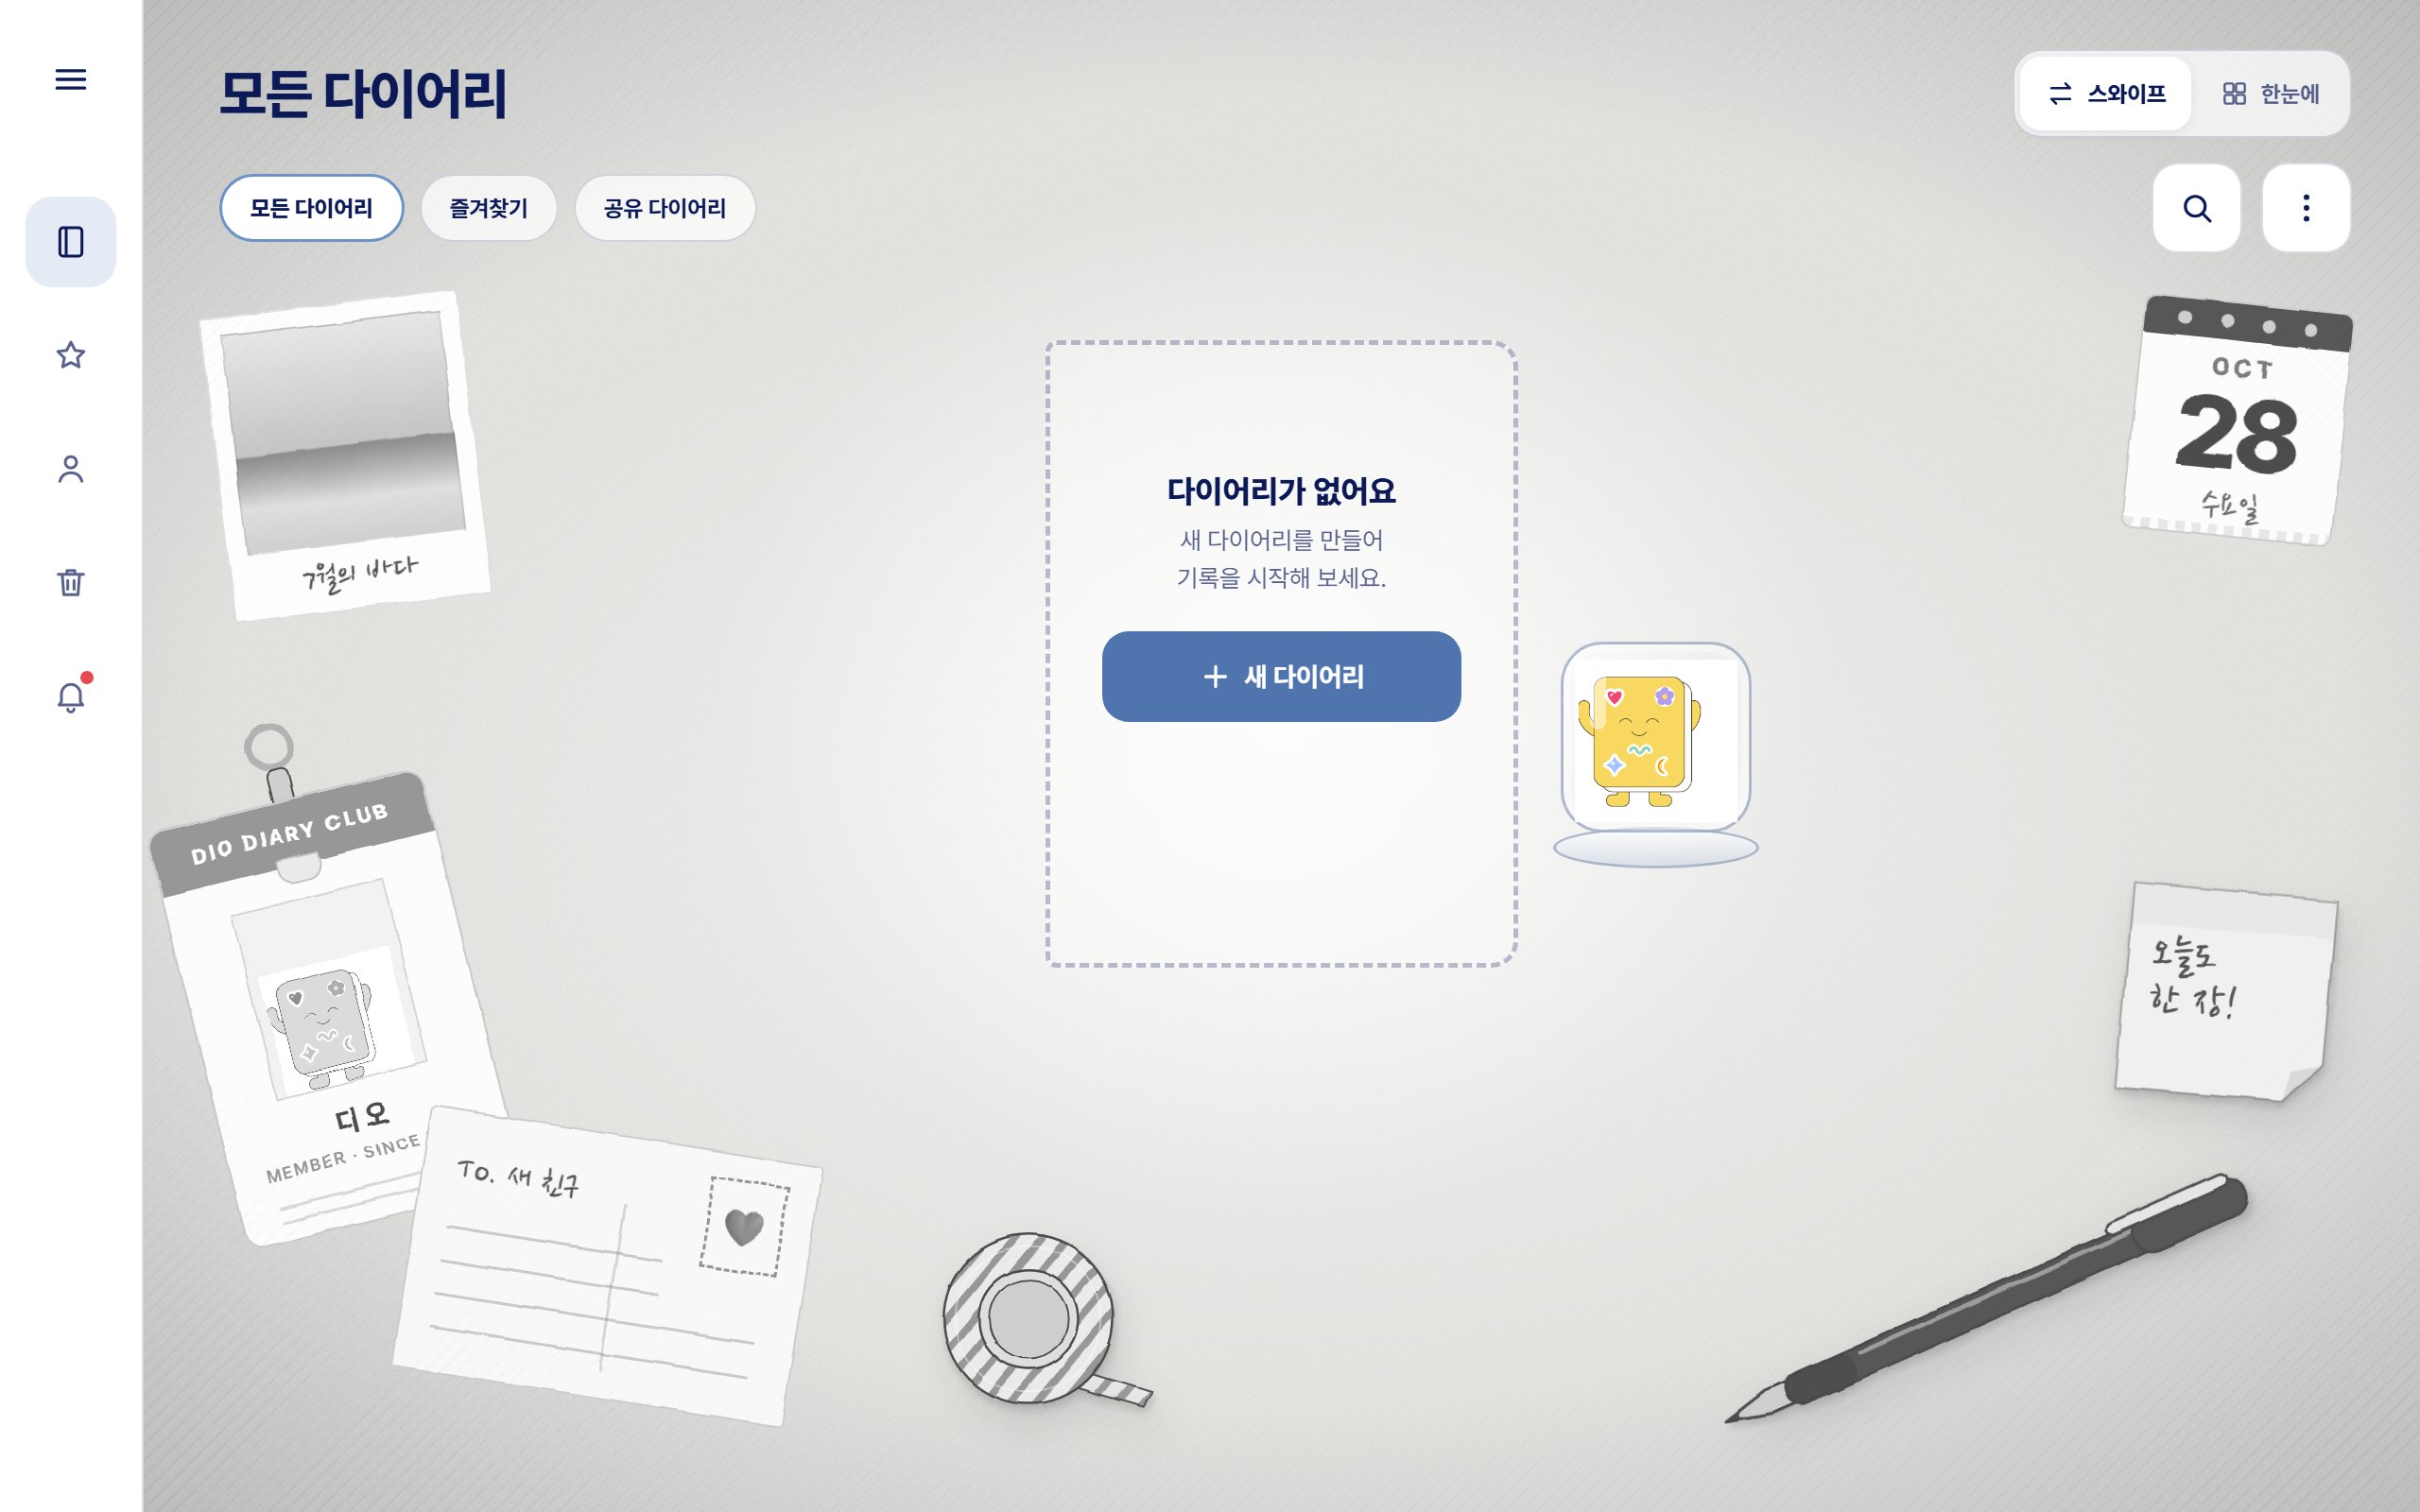 모든 다이어리
스와이프
한눈에
모든 다이어리
즐겨찾기
공유 다이어리
7월의 바다
OCT
28
수요일
다이어리가 없어요
새 다이어리를 만들어
기록을 시작해 보세요.
+ 새 다이어리
DIO DIARY CLUB
디오
MEMBER · SINCE
오늘도
한 장!
To. 새 친구